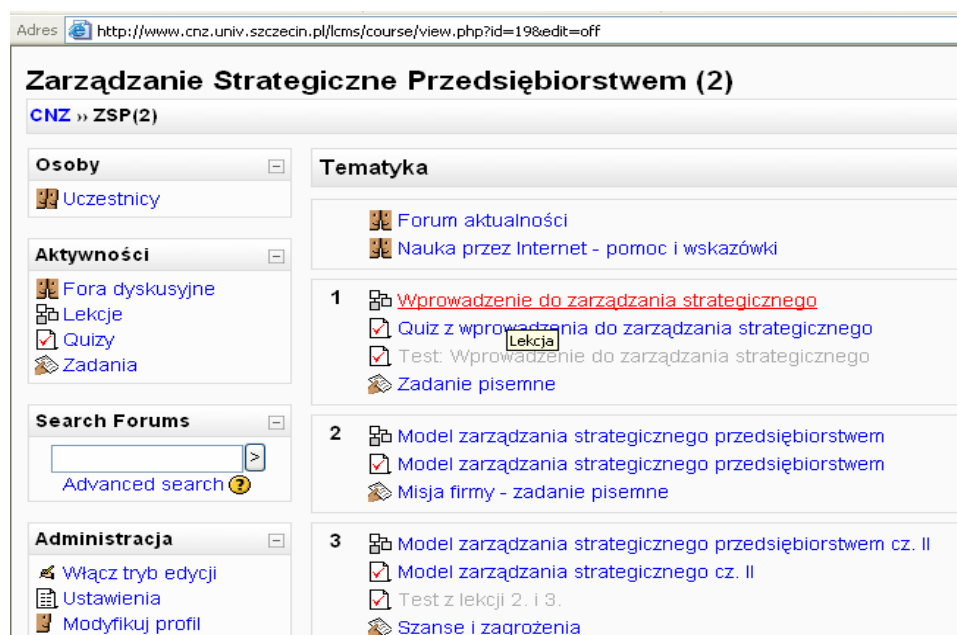 Adres http://www.cnz.univ.szczecin.pl/lcms/course/view.php?id=19&edit=off
Zarządzanie Strategiczne Przedsiębiorstwem (2)
CNZ » ZSP(2)
Osoby
Uczestnicy
Aktywności
Fora dyskusyjne
Lekcje
Quizy
Zadania
Search Forums
>
Advanced search ?
Administracja
Włącz tryb edycji
Ustawienia
Modyfikuj profil
Tematyka
Forum aktualności
Nauka przez Internet - pomoc i wskazówki
1 Wprowadzenie do zarządzania strategicznego
Quiz z wprowadzenia do zarządzania strategicznego
Lekcja
Test: Wprowadzenie do zarządzania strategicznego
Zadanie pisemne
2 Model zarządzania strategicznego przedsiębiorstwem
Model zarządzania strategicznego przedsiębiorstwem
Misja firmy - zadanie pisemne
3 Model zarządzania strategicznego przedsiębiorstwem cz. II
Model zarządzania strategicznego cz. II
Test z lekcji 2. i 3.
Szanse i zagrożenia